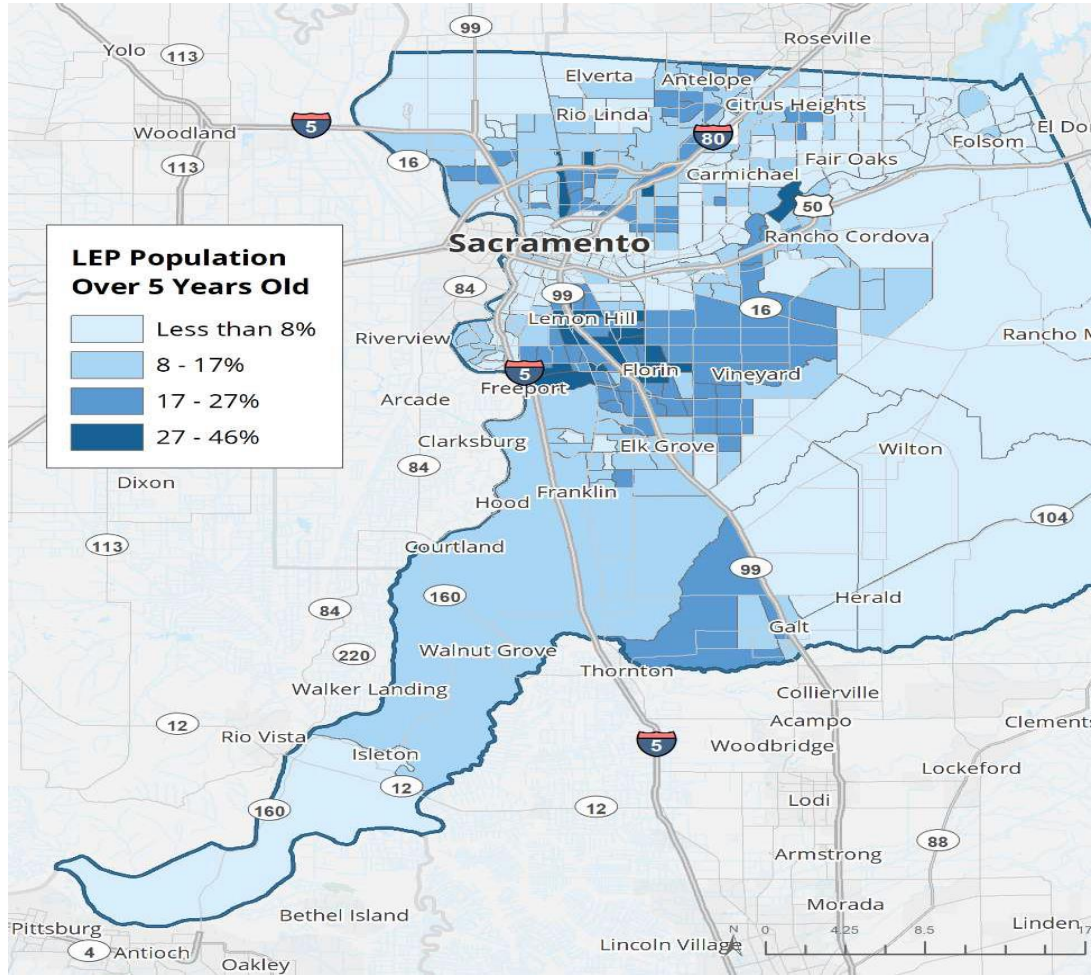 99
Roseville
Yolo
113
Elverta
Antelope
Citrus Heights
Rio Linda
Woodland
5
80
El Do
Folsom
16
113
Fair Oaks
Carmichael
50
LEP Population
Over 5 Years Old
Less than 8%
8 - 17%
17 - 27%
27 - 46%
Sacramento
Rancho Cordova
84
99
16
Lemon Hill
Riverview
Rancho M
5
Florin
Vineyard
Freeport
Arcade
Clarksburg
Elk Grove
Wilton
84
Dixon
Franklin
Hood
104
113
Courtland
99
160
Herald
84
Galt
220
Walnut Grove
Thornton
Walker Landing
Collierville
12
Acampo
Clements
Rio Vista
5
Woodbridge
Isleton
Lockeford
12
160
12
Lodi
88
Armstrong
Bethel Island
Morada
Pittsburg
Linden
N
0
4.25
8.5
17
4
Antioch
Lincoln Village
Oakley